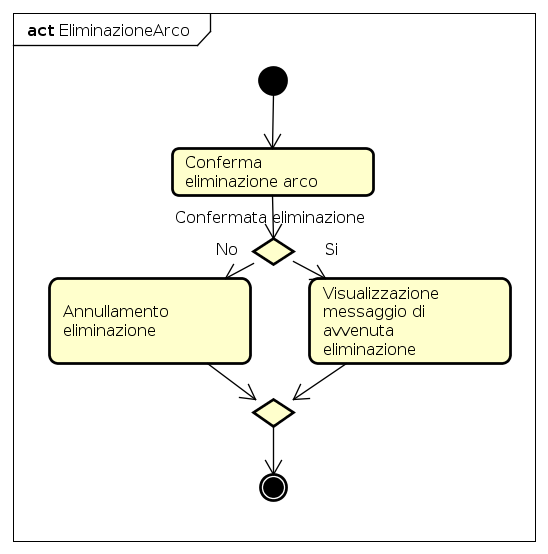 act EliminazioneArco
Conferma
eliminazione arco
Confermata eliminazione
No
Si
Annullamento
eliminazione
Visualizzazione
messaggio di
avvenuta
eliminazione